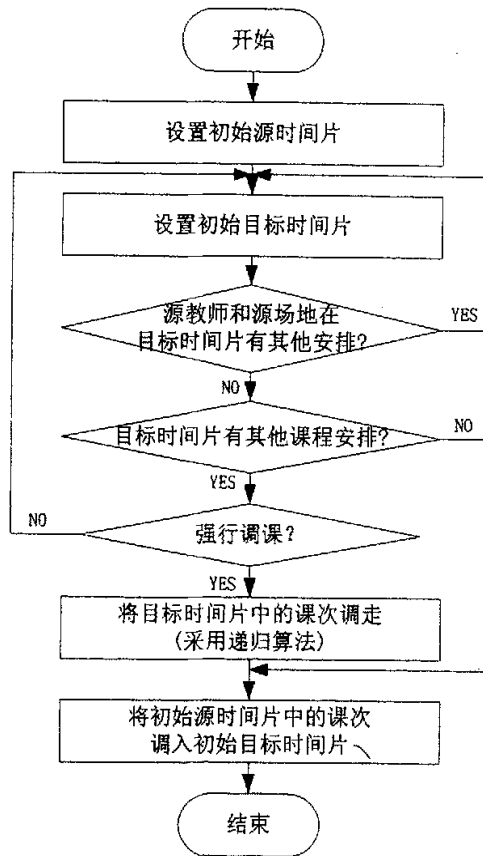 开始
设置初始源时间片
设置初始目标时间片
源教师和源场地在
目标时间片有其他安排?
YES
NO
目标时间片有其他课程安排?
NO
YES
强行调课?
NO
YES
将目标时间片中的课次调走
(采用递归算法)
将初始源时间片中的课次
调入初始目标时间片
结束